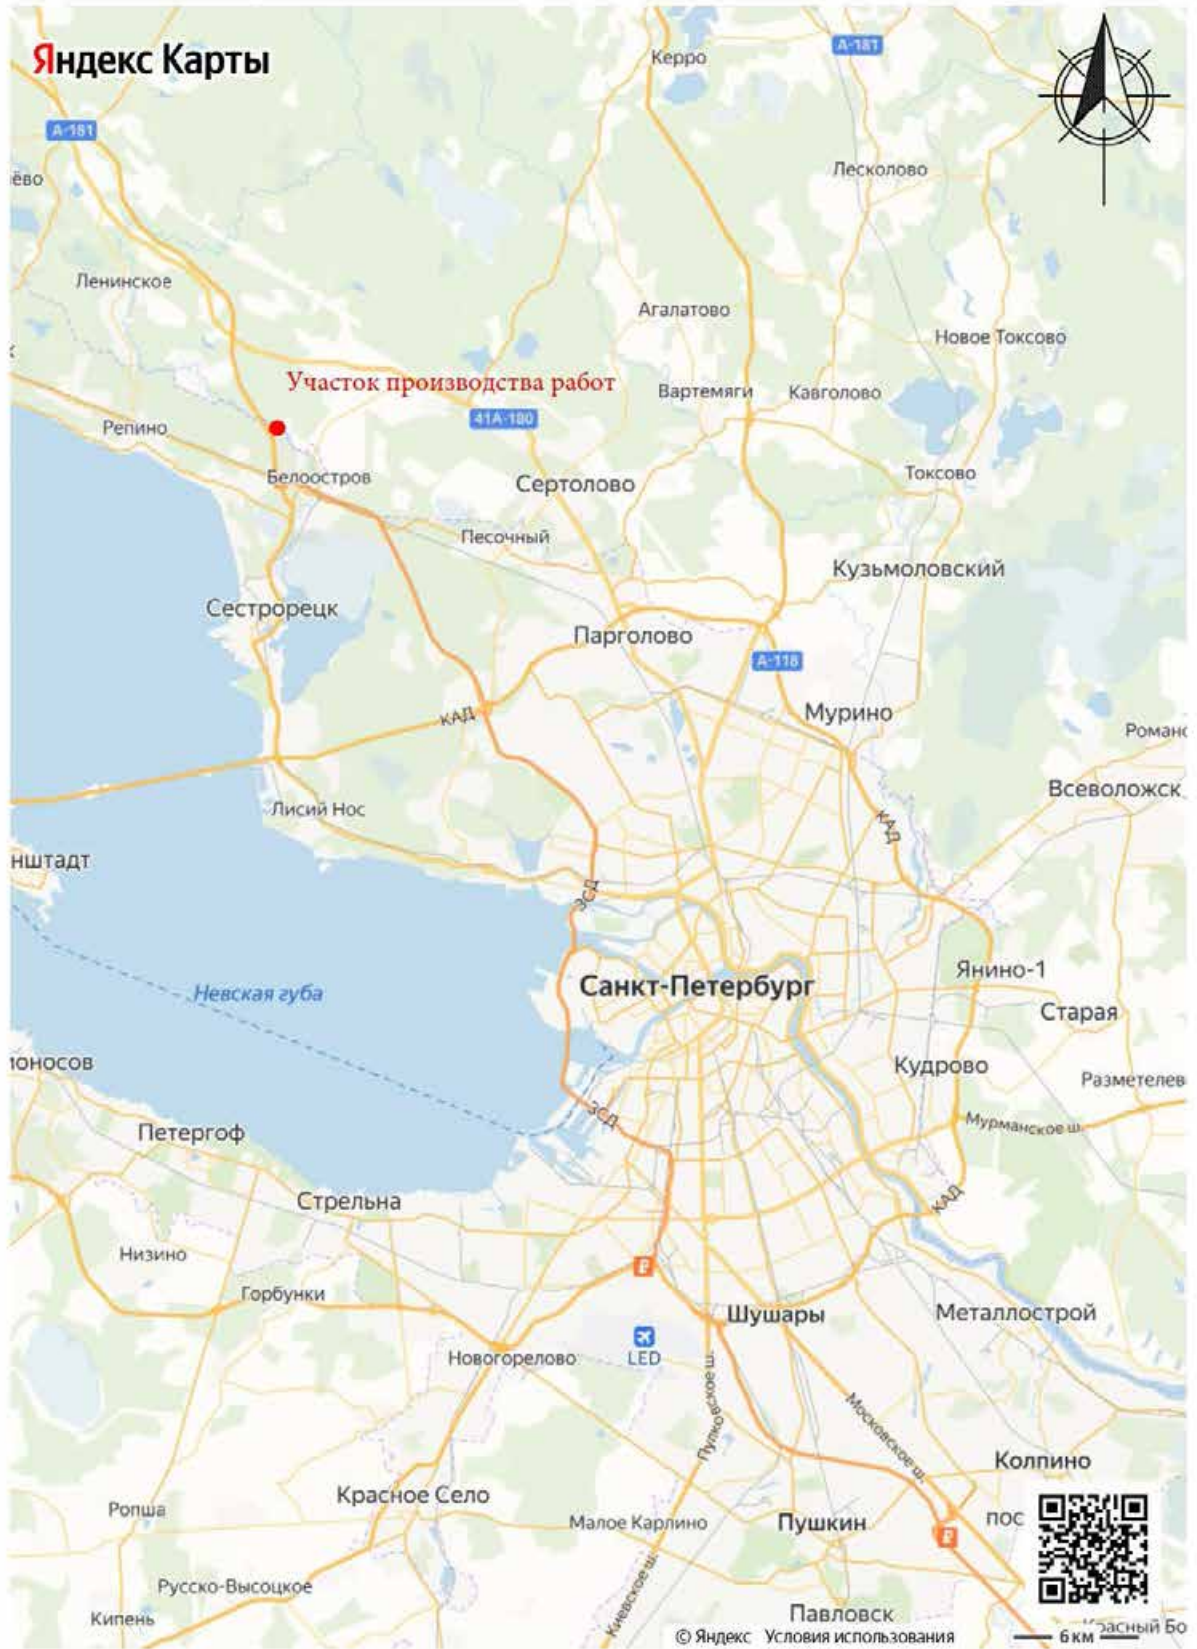 Яндекс Карты
Керро
А-181
А-181
Лесколово
ёво
Ленинское
Агалатово
Новое Токсово
к
Участок производства работ
Вартемяги
Кавголово
41А-180
Репино
Белоостров
Сертолово
Токсово
Песочный
Кузьмоловский
Сестрорецк
Парголово
А-118
КАД
Мурино
Романо
Всеволожск
Лисий Нос
КАД
нштадт
ЗСД
Янино-1
Санкт-Петербург
Невская губа
Старая
Кудрово
Разметелев
ЗСД
Мурманское ш.
Петергоф
Стрельна
КАД
Низино
Горбунки
Шушары
Металлострой
LED
Новогорелово
Московское ш.
Колпино
Красное Село
Ропша
Малое Карлино
Пушкин
пос
Русско-Высоцкое
Киевское ш.
Кипень
Павловск
© Яндекс Условия использования
6 км